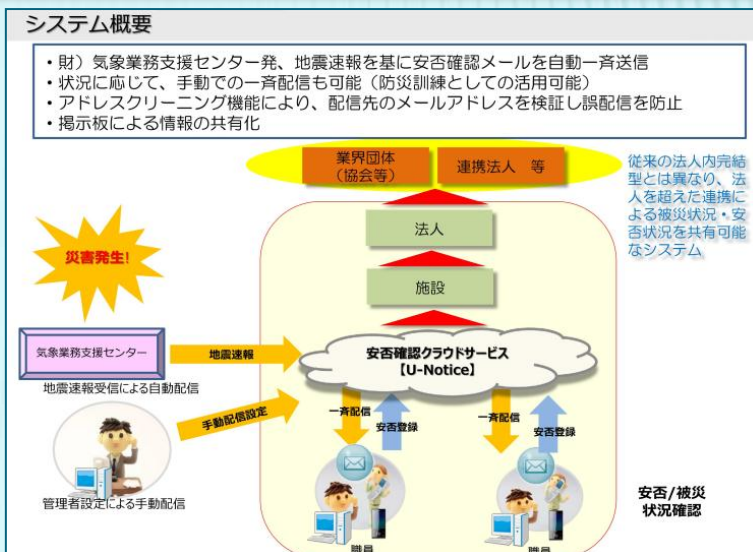 システム概要
・財）気象業務支援センター発、地震速報を基に安否確認メールを自動一斉送信
・状況に応じて、手動での一斉配信も可能（防災訓練としての活用可能）
・アドレスクリーニング機能により、配信先のメールアドレスを検証し誤配信を防止
・掲示板による情報の共有化
業界団体
（協会等）
連携法人　等
従来の法人内完結
型とは異なり、法
人を超えた連携に
よる被災状況・安
否状況を共有可能
なシステム
法人
災害発生!
施設
気象業務支援センター
地震速報
安否確認クラウドサービス
【U-Notice】
地震速報受信による自動配信
手動配信設定
一斉配信
安否登録
一斉配信
安否登録
管理者設定による手動配信
安否/被災
状況確認
職員
職員